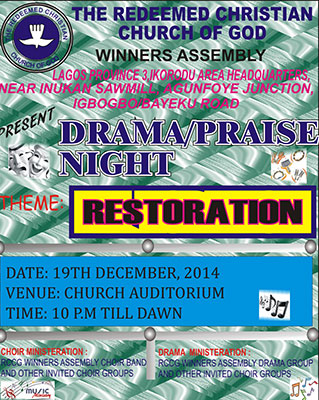 THE REDEEMED CHRISTIAN
CHURCH OF GOD
WINNERS ASSEMBLY
LAGOS PROVINCE 3,IKORODU AREA HEADQUARTERS,
NEAR INUKAN SAWMILL, AGUNFOYE JUNCTION,
IGBOGBO/BAYEKU ROAD
PRESENT
DRAMA/PRAISE
NIGHT
THEME:
RESTORATION
DATE: 19TH DECEMBER, 2014
VENUE: CHURCH AUDITORIUM
TIME: 10 P.M TILL DAWN
CHOIR MINISTERATION :
RCCG WINNERS ASSEMBLY CHOIR BAND
AND OTHER INVITED CHOIR GROUPS
DRAMA MINISTERATION :
RCCG WINNERS ASSEMBLY DRAMA GROUP
AND OTHER INVITED GROUPS
music